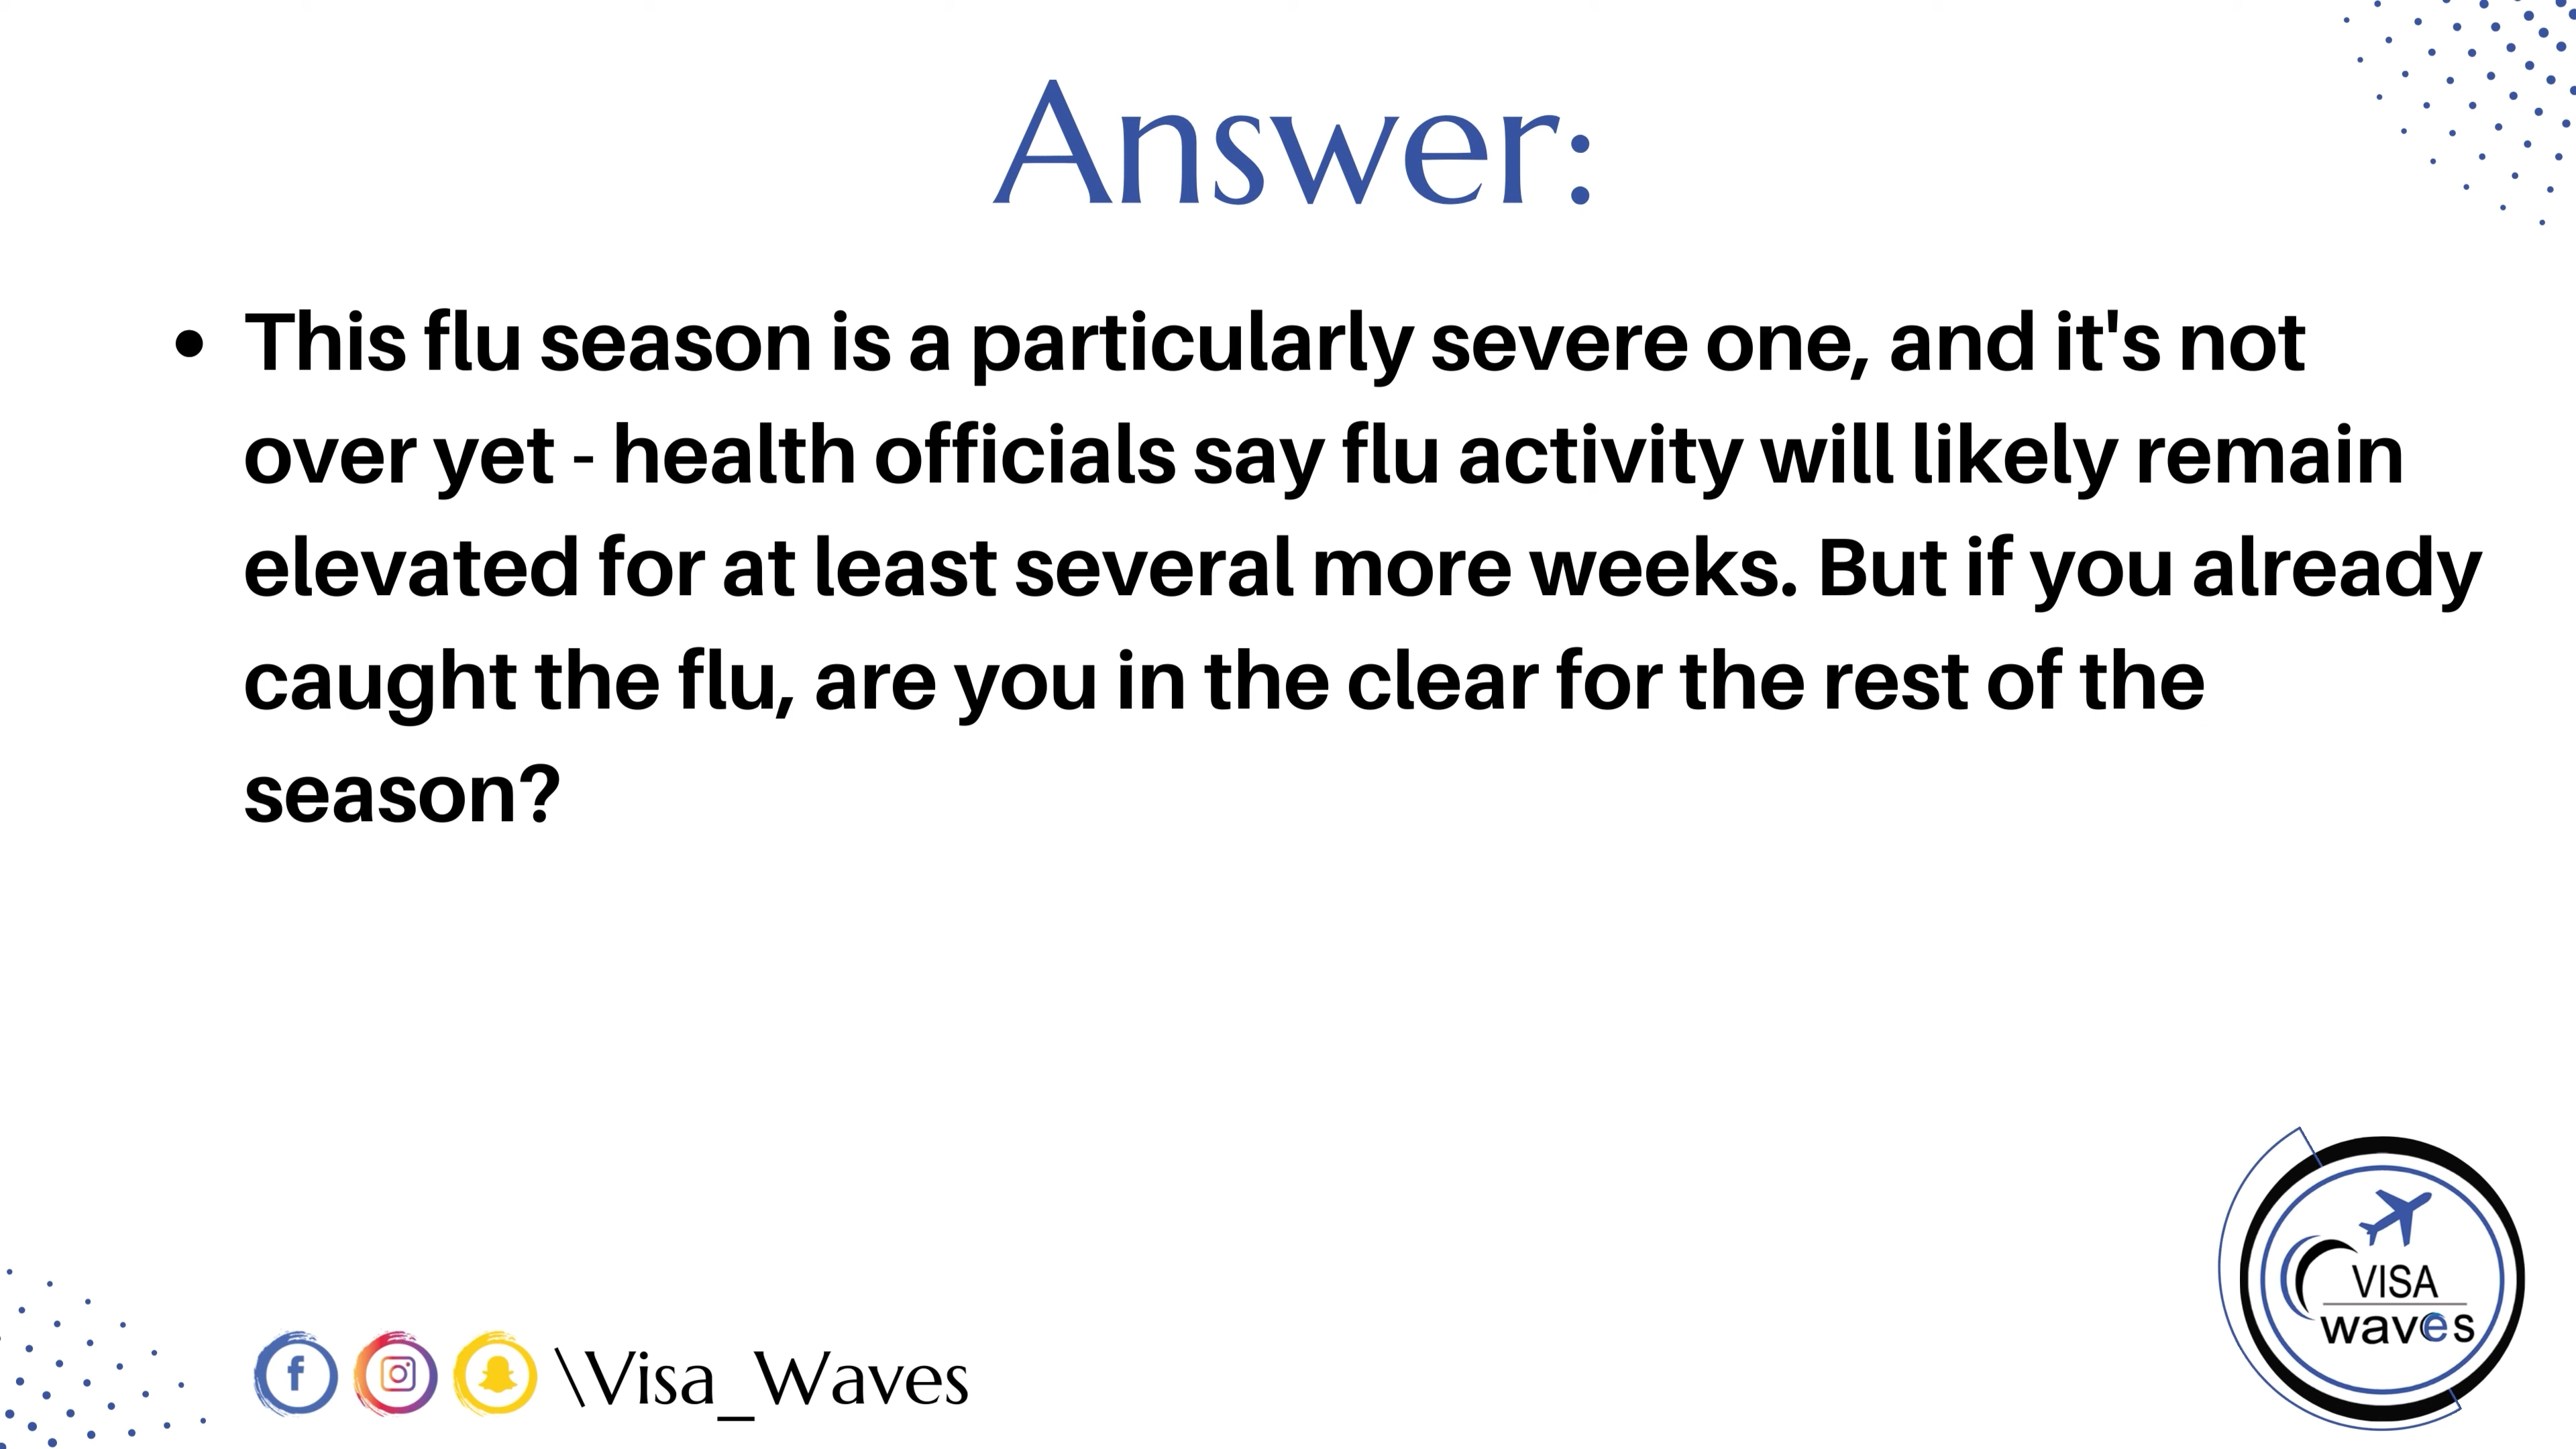 Answer:
• This flu season is a particularly severe one, and it's not
over yet - health officials say flu activity will likely remain
elevated for at least several more weeks. But if you already
caught the flu, are you in the clear for the rest of the
season?
VISA
waves
\Visa_Waves